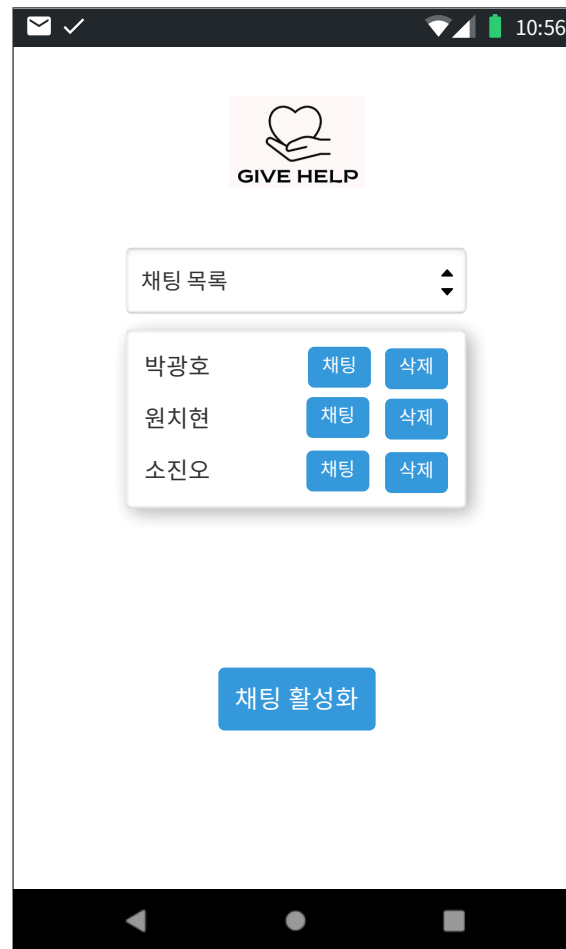 10:56
GIVE HELP
채팅 목록
박광호 채팅 삭제
원치현 채팅 삭제
소진오 채팅 삭제
채팅 활성화